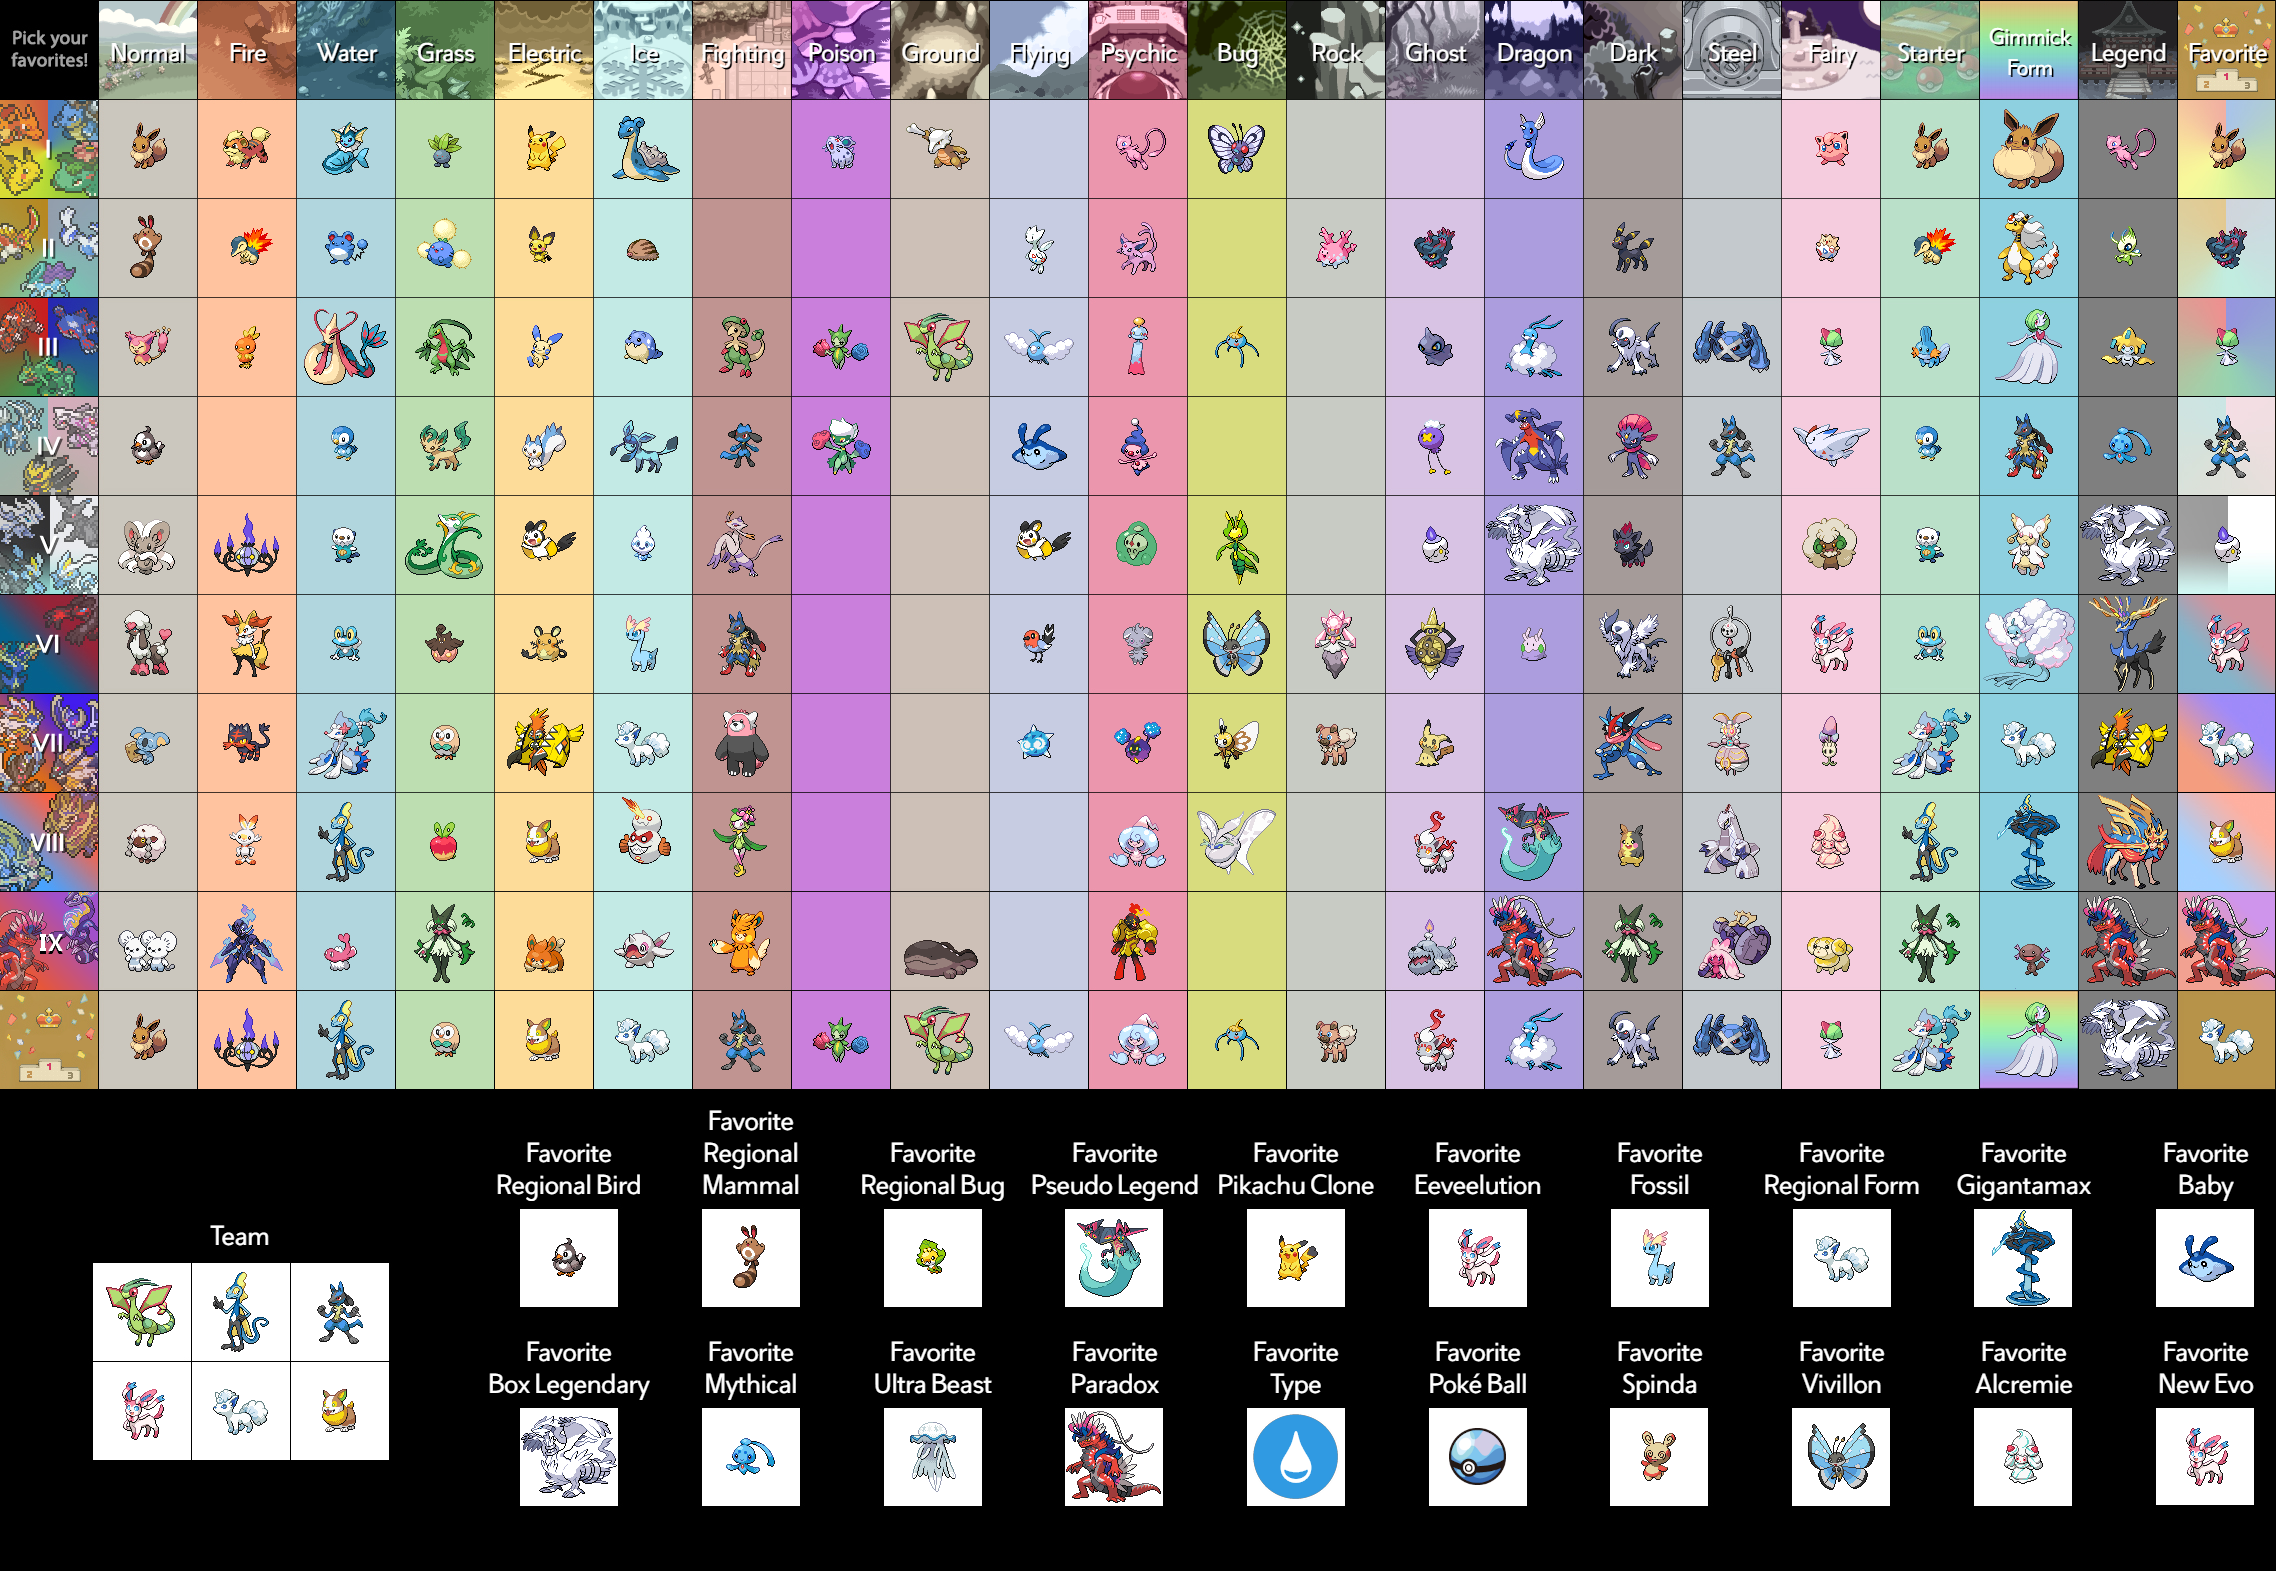 Pick your
favorites!
Normal
Fire
Water
Grass
Electric
Ice
Fighting
Poison
Ground
Flying
Psychic
Bug
Rock
Ghost
Dragon
Dark
Steel
Fairy
Starter
Gimmick
Form
Legend
Favorite
2 1 3
I
II
III
IV
V
VI
VII
VIII
IX
2 1 3
Team
Favorite
Regional Bird
Favorite
Regional
Mammal
Favorite
Regional Bug
Favorite
Pseudo Legend
Favorite
Pikachu Clone
Favorite
Eeveelution
Favorite
Fossil
Favorite
Regional Form
Favorite
Gigantamax
Favorite
Baby
Favorite
Box Legendary
Favorite
Mythical
Favorite
Ultra Beast
Favorite
Paradox
Favorite
Type
Favorite
Poké Ball
Favorite
Spinda
Favorite
Vivillon
Favorite
Alcremie
Favorite
New Evo